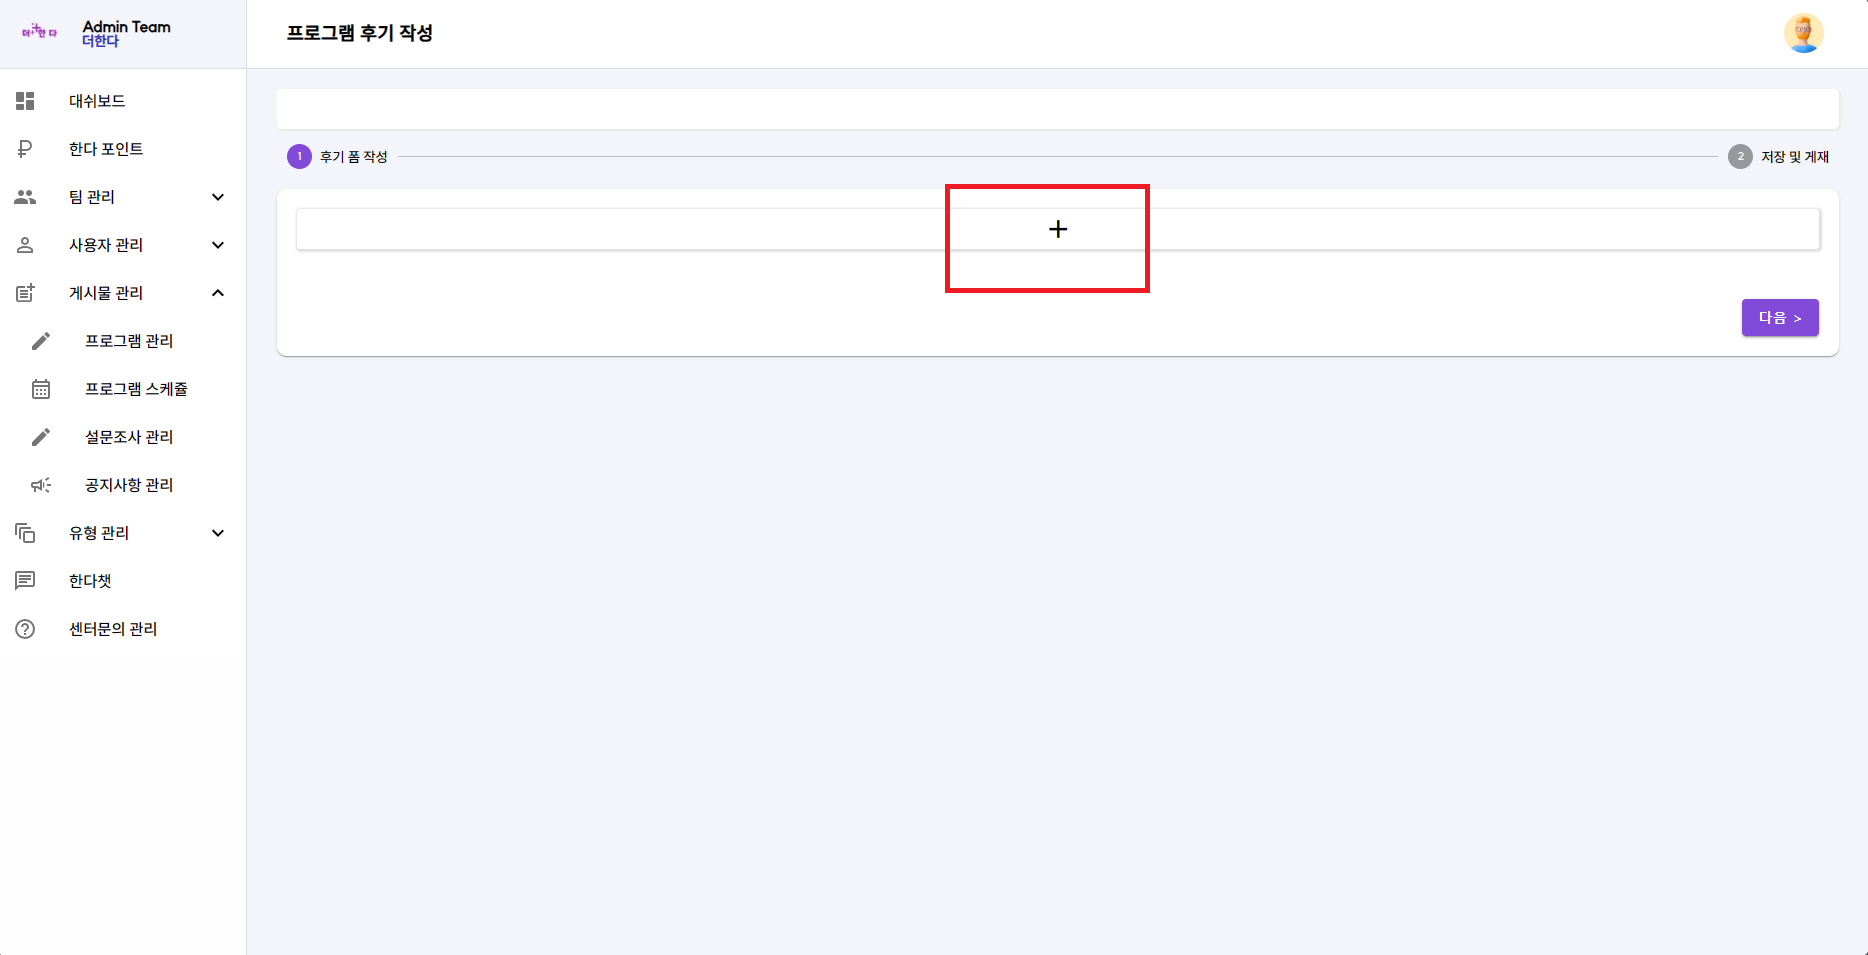 더한다
Admin Team
더한다
프로그램 후기 작성
대쉬보드
한다 포인트
팀 관리
사용자 관리
게시물 관리
프로그램 관리
프로그램 스케쥴
설문조사 관리
공지사항 관리
유형 관리
한다챗
센터문의 관리
1 후기 폼 작성
2 저장 및 게재
+
다음 >